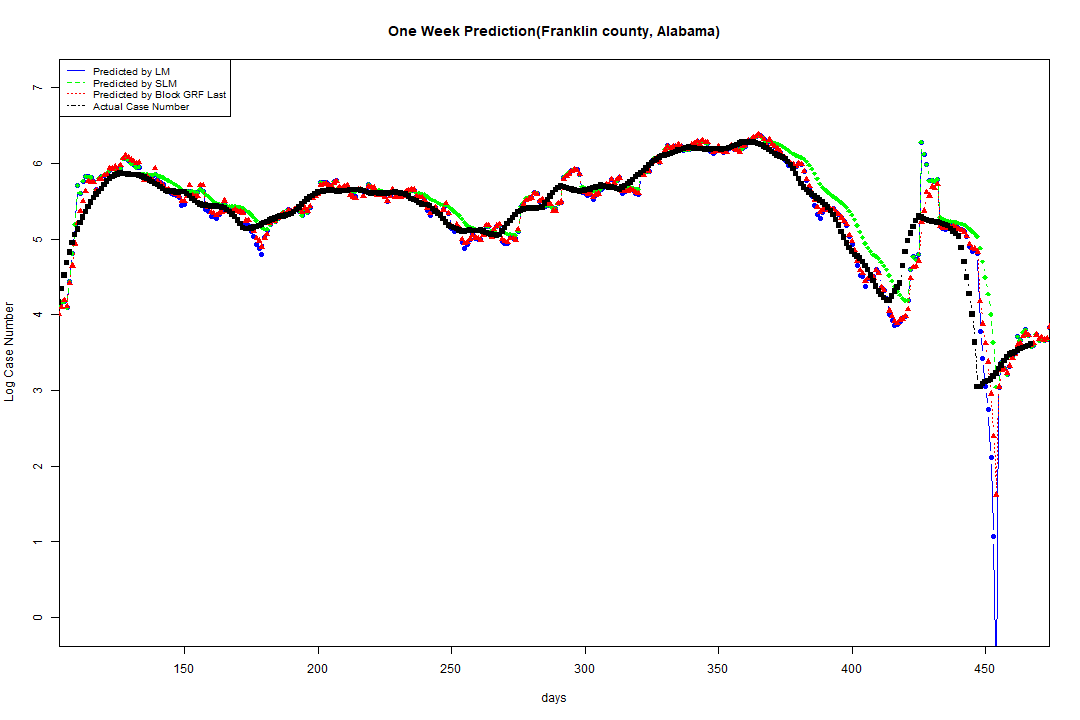 One Week Prediction(Franklin county, Alabama)
Predicted by LM
Predicted by SLM
Predicted by Block GRF Last
Actual Case Number
7
6
5
4
3
2
1
0
Log Case Number
150 200 250 300 350 400 450
days